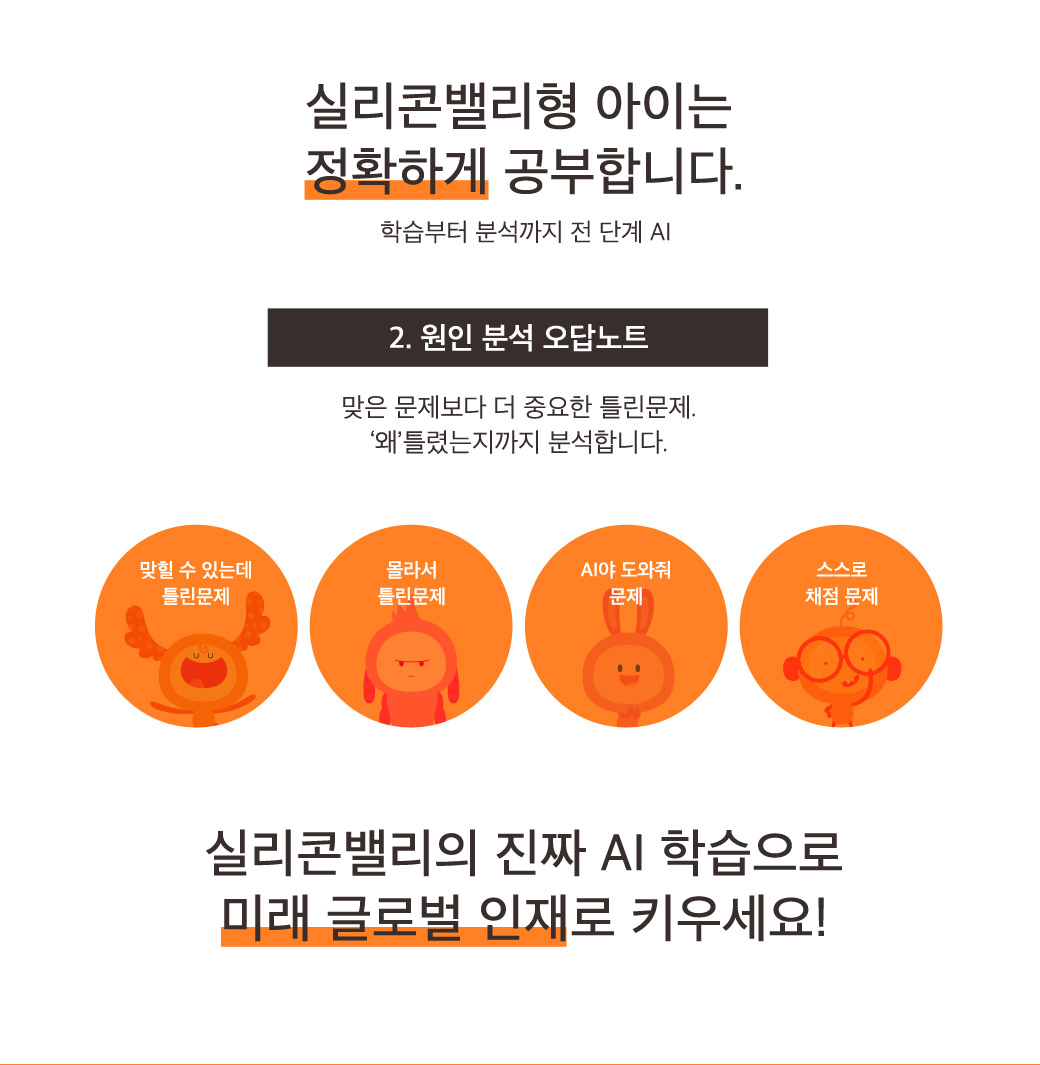 실리콘밸리형 아이는
정확하게 공부합니다.
학습부터 분석까지 전 단계 AI
2. 원인 분석 오답노트
맞은 문제보다 더 중요한 틀린문제.
‘왜’틀렸는지까지 분석합니다.
맞힐 수 있는데
틀린문제
몰라서
틀린문제
AI야 도와줘
문제
스스로
채점 문제
실리콘밸리의 진짜 AI 학습으로
미래 글로벌 인재로 키우세요!